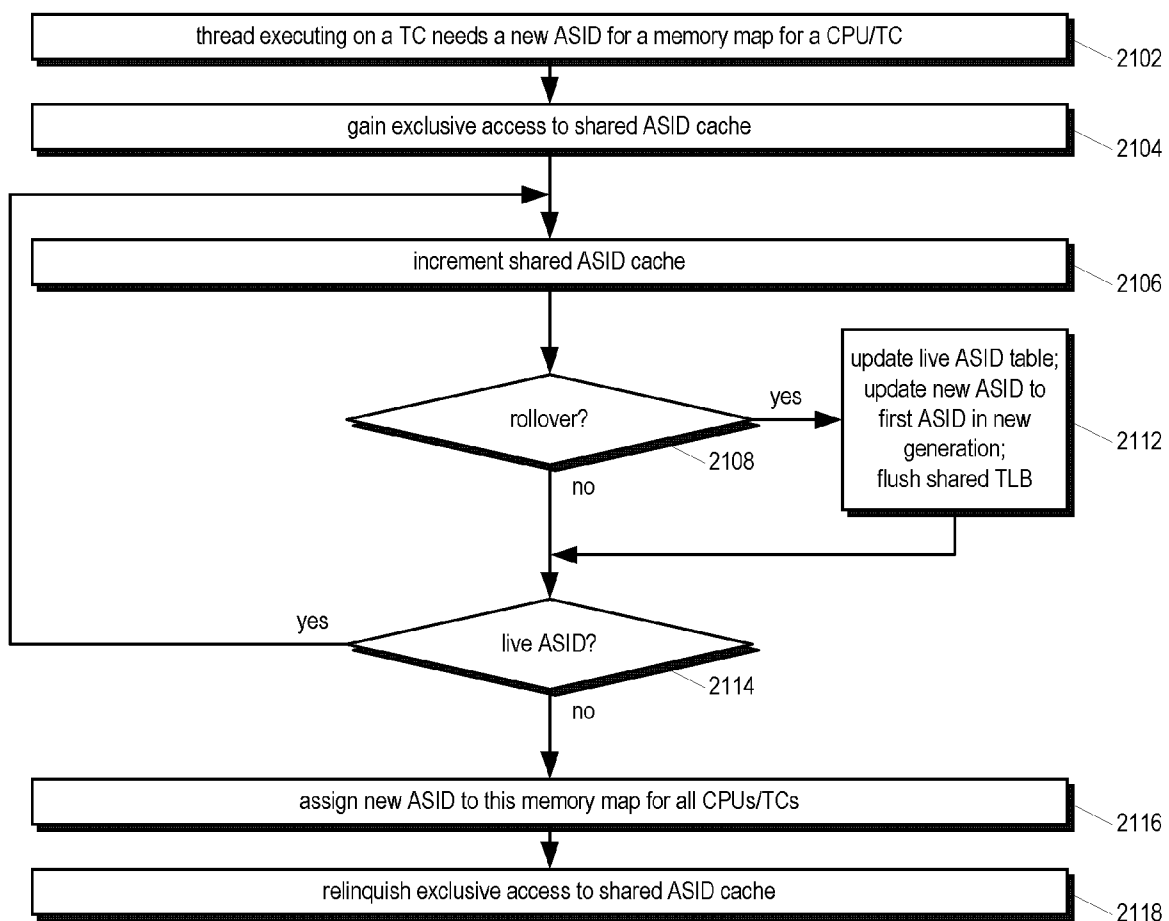 thread executing on a TC needs a new ASID for a memory map for a CPU/TC
2102
gain exclusive access to shared ASID cache
2104
increment shared ASID cache
2106
rollover?
yes
2108
no
update live ASID table;
update new ASID to
first ASID in new
generation;
flush shared TLB
2112
yes
live ASID?
2114
no
assign new ASID to this memory map for all CPUs/TCs
2116
relinquish exclusive access to shared ASID cache
2118